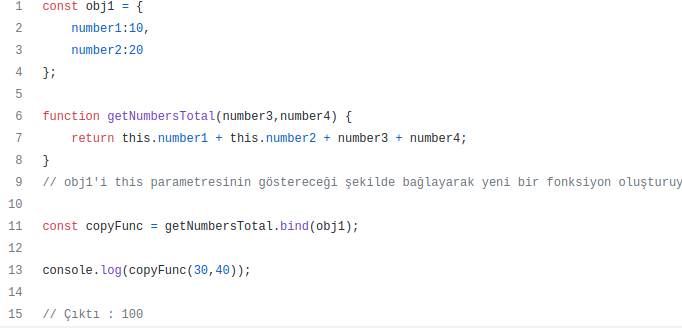 1 const obj1 = {
2 number1:10,
3 number2:20
4 };
5
6 function getNumbersTotal(number3,number4) {
7 return this.number1 + this.number2 + number3 + number4;
8 }
9 // obj1'i this parametresinin göstereceği şekilde bağlayarak yeni bir fonksiyon oluşturuy
10
11 const copyFunc = getNumbersTotal.bind(obj1);
12
13 console.log(copyFunc(30,40));
14
15 // Çıktı : 100